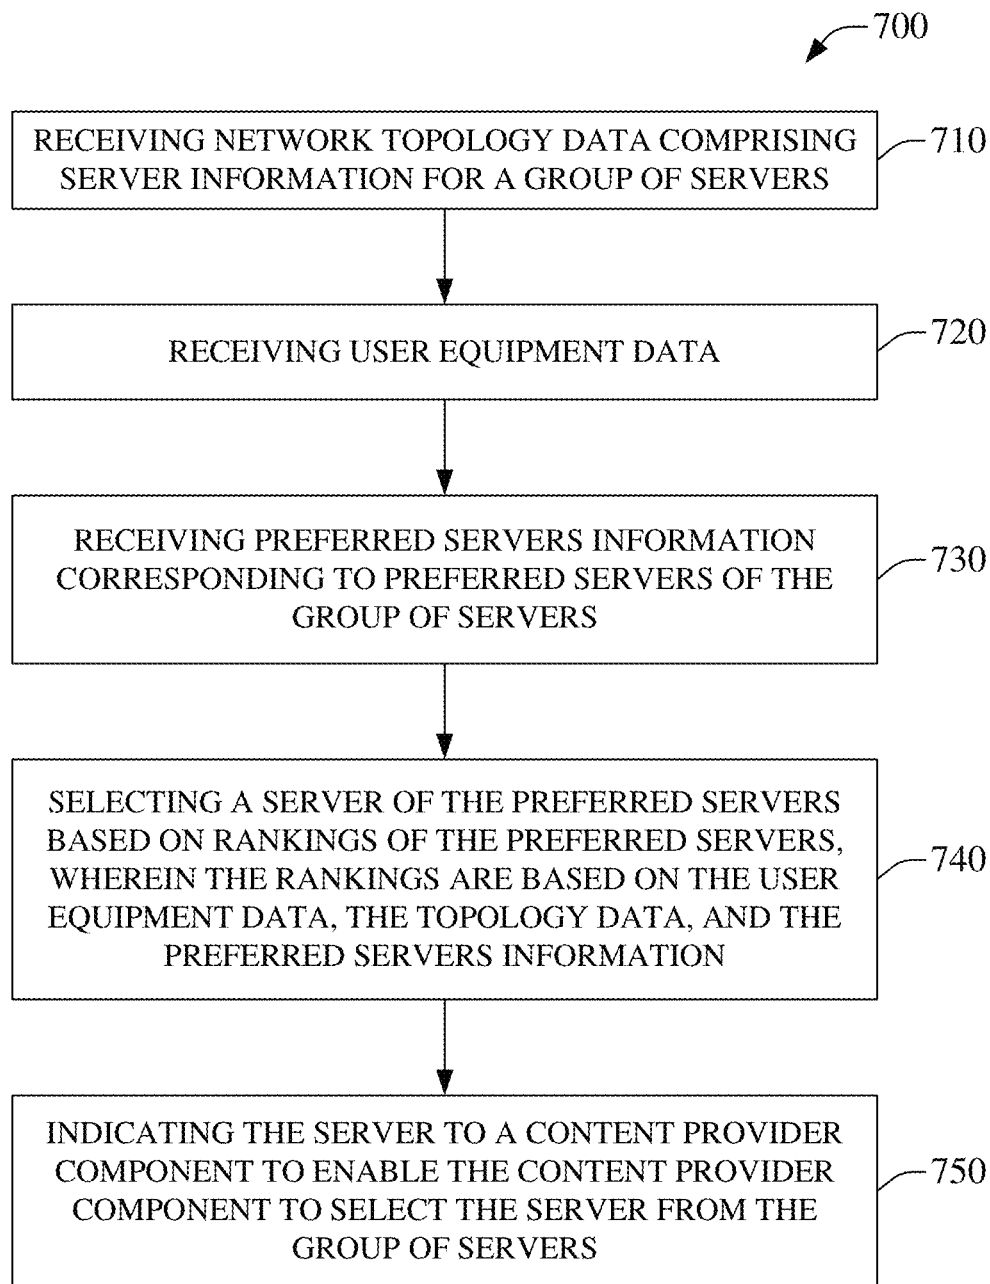 700
RECEIVING NETWORK TOPOLOGY DATA COMPRISING
SERVER INFORMATION FOR A GROUP OF SERVERS
710
RECEIVING USER EQUIPMENT DATA
720
RECEIVING PREFERRED SERVERS INFORMATION
CORRESPONDING TO PREFERRED SERVERS OF THE
GROUP OF SERVERS
730
SELECTING A SERVER OF THE PREFERRED SERVERS
BASED ON RANKINGS OF THE PREFERRED SERVERS,
WHEREIN THE RANKINGS ARE BASED ON THE USER
EQUIPMENT DATA, THE TOPOLOGY DATA, AND THE
PREFERRED SERVERS INFORMATION
740
INDICATING THE SERVER TO A CONTENT PROVIDER
COMPONENT TO ENABLE THE CONTENT PROVIDER
COMPONENT TO SELECT THE SERVER FROM THE
GROUP OF SERVERS
750